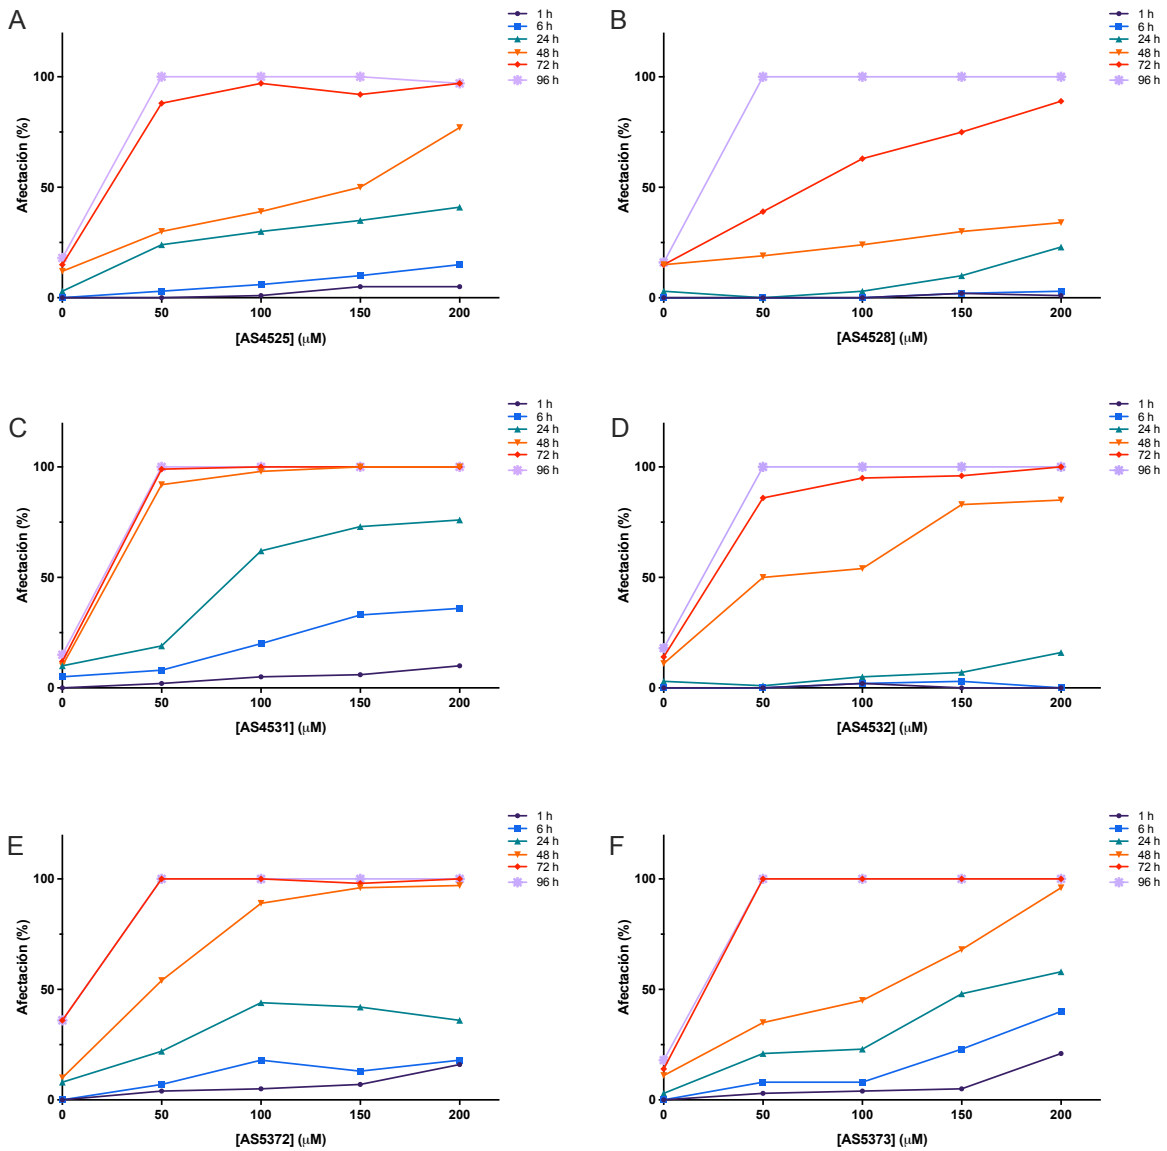 A
1 h
6 h
24 h
48 h
72 h
96 h
Afectación (%)
100
50
0
0 50 100 150 200
[AS4525] (μM)
B
1 h
6 h
24 h
48 h
72 h
96 h
Afectación (%)
100
50
0
0 50 100 150 200
[AS4528] (μM)
C
1 h
6 h
24 h
48 h
72 h
96 h
Afectación (%)
100
50
0
0 50 100 150 200
[AS4531] (μM)
D
1 h
6 h
24 h
48 h
72 h
96 h
Afectación (%)
100
50
0
0 50 100 150 200
[AS4532] (μM)
E
1 h
6 h
24 h
48 h
72 h
96 h
Afectación (%)
100
50
0
0 50 100 150 200
[AS5372] (μM)
F
1 h
6 h
24 h
48 h
72 h
96 h
Afectación (%)
100
50
0
0 50 100 150 200
[AS5373] (μM)